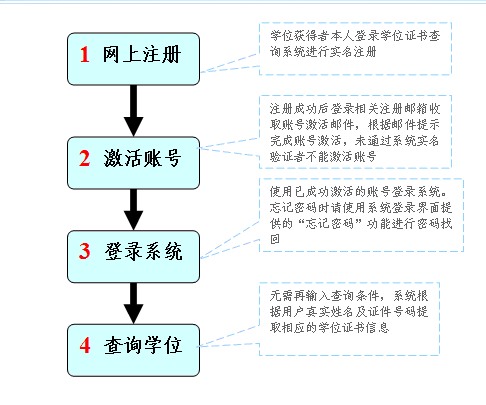 1 网上注册
学位获得者本人登录学位证书查
询系统进行实名注册
2 激活账号
注册成功后登录相关注册邮箱收
取账号激活邮件，根据邮件提示
完成账号激活，未通过系统实名
验证者不能激活账号
3 登录系统
使用已成功激活的账号登录系统。
忘记密码时请使用系统登录界面提
供的“忘记密码”功能进行密码找
回
4 查询学位
无需再输入查询条件，系统根
据用户真实姓名及证件号码提
取相应的学位证书信息